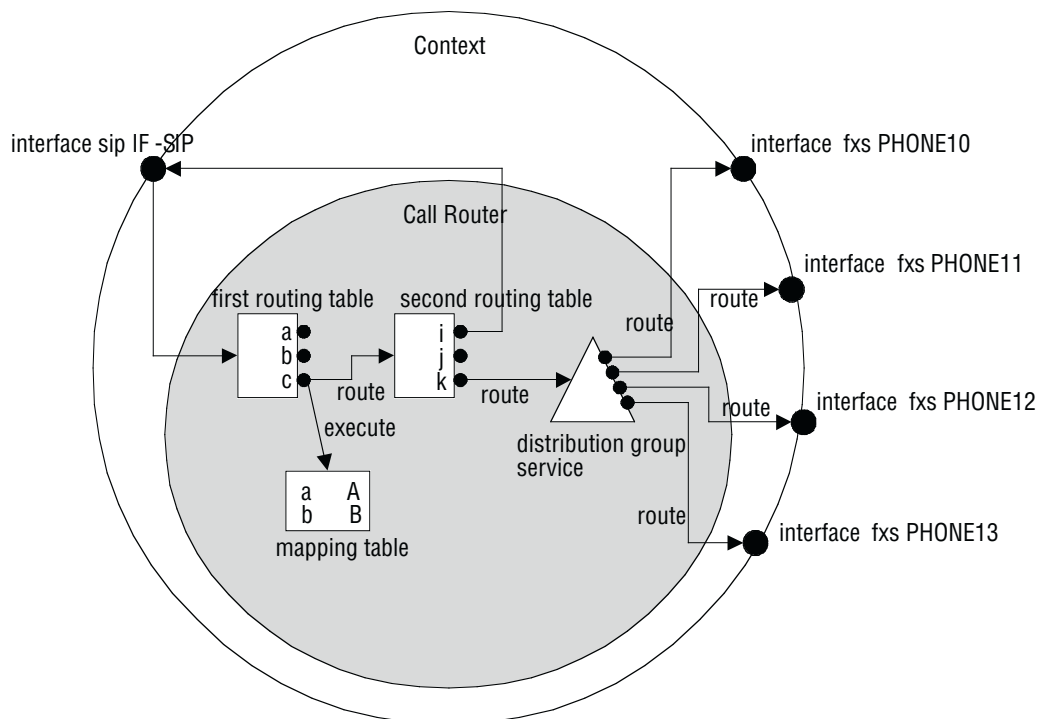 Context
interface sip IF -SIP
interface fxs PHONE10
Call Router
interface fxs PHONE11
first routing table
second routing table
route
a
b
c
i
j
k
route
route
route
execute
interface fxs PHONE12
route
distribution group
service
a A
b B
mapping table
route
interface fxs PHONE13